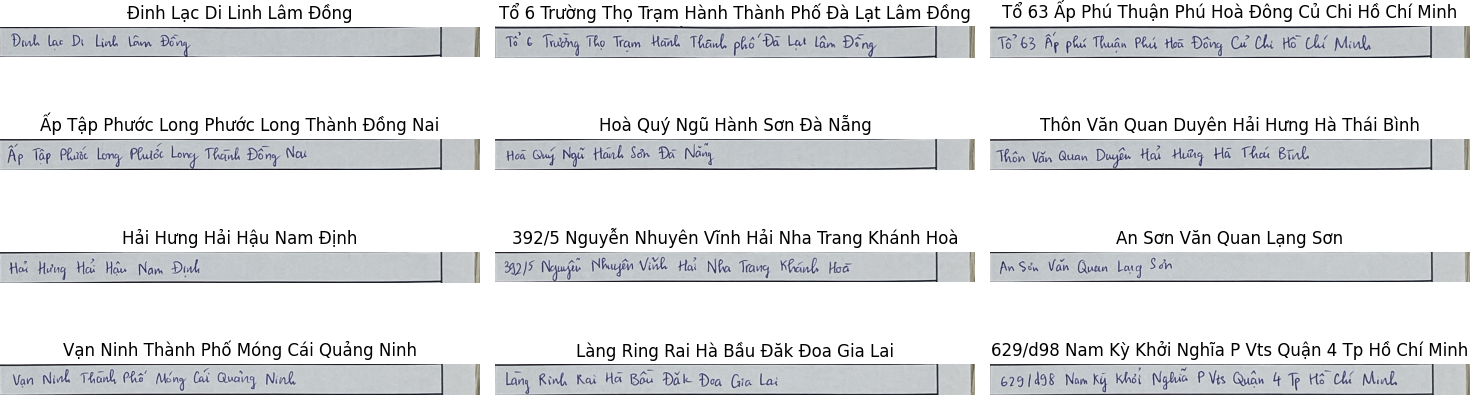 Đinh Lạc Di Linh Lâm Đồng
Đinh Lạc Di Linh Lâm Đồng
Tổ 6 Trường Thọ Trạm Hành Thành Phố Đà Lạt Lâm Đồng
Tổ 6 Trường Thọ Trạm Hành Thành phố Đà Lạt Lâm Đồng
Tổ 63 Ấp Phú Thuận Phú Hoà Đông Củ Chi Hồ Chí Minh
Tổ 63 Ấp phú Thuận Phú Hoà Đông Củ Chi Hồ Chí Minh
Ấp Tập Phước Long Phước Long Thành Đồng Nai
Ấp Tập Phước Long Phước Long Thành Đồng Nai
Hoà Quý Ngũ Hành Sơn Đà Nẵng
Hoà Quý Ngũ Hành Sơn Đà Nẵng
Thôn Văn Quan Duyên Hải Hưng Hà Thái Bình
Thôn Văn Quan Duyên Hải Hưng Hà Thái Bình
Hải Hưng Hải Hậu Nam Định
Hải Hưng Hải Hậu Nam Định
392/5 Nguyễn Nhuyên Vĩnh Hải Nha Trang Khánh Hoà
392/5 Nguyễn Nhuyên Vĩnh Hải Nha Trang Khánh Hoà
An Sơn Văn Quan Lạng Sơn
An Sơn Văn Quan Lạng Sơn
Vạn Ninh Thành Phố Móng Cái Quảng Ninh
Vạn Ninh Thành Phố Móng Cái Quảng Ninh
Làng Ring Rai Hà Bầu Đăk Đoa Gia Lai
Làng Rinh Rai Hà Bầu Đăk Đoa Gia Lai
629/d98 Nam Kỳ Khởi Nghĩa P Vts Quận 4 Tp Hồ Chí Minh
629/d98 Nam Kỳ Khởi Nghĩa P Vts Quận 4 Tp Hồ Chí Minh